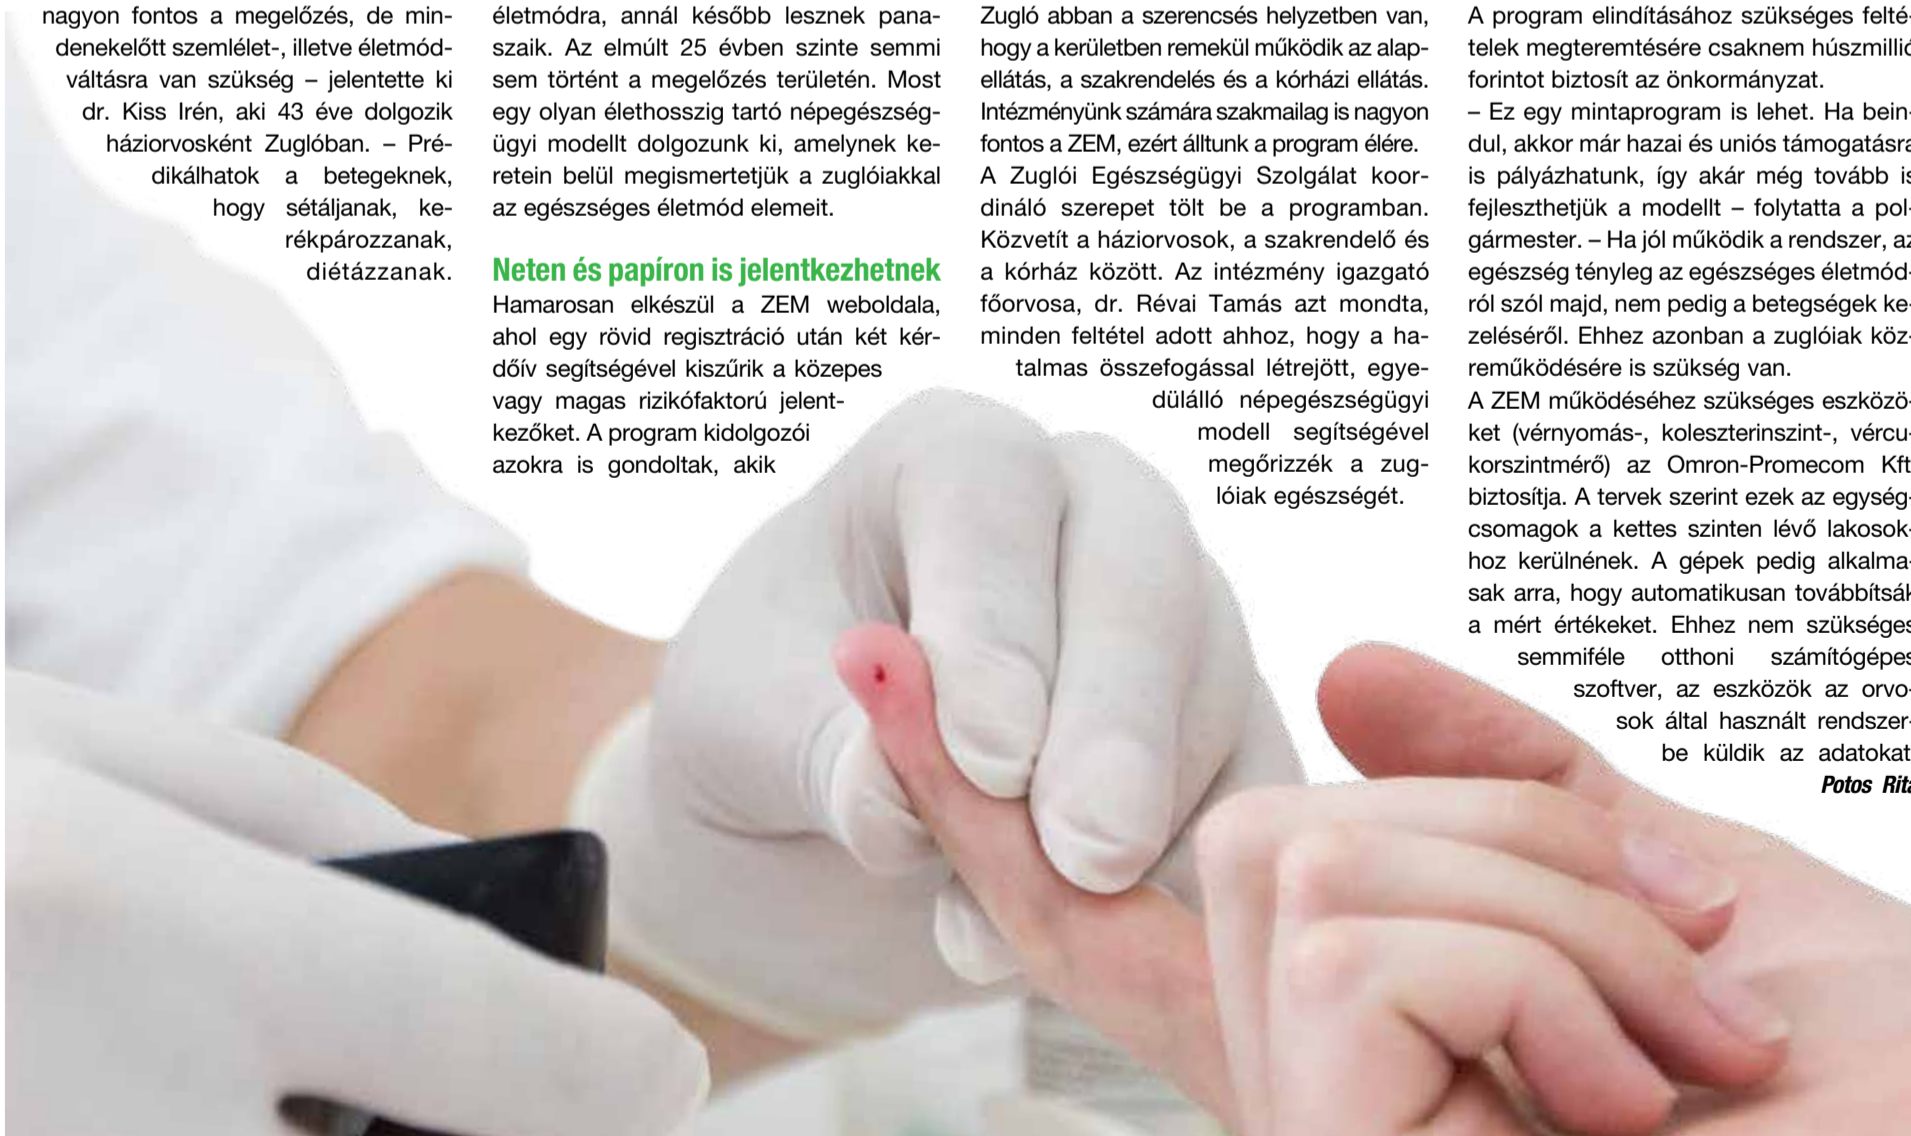 nagyon fontos a megelőzés, de min-
denekelőtt szemlélet-, illetve életmód-
váltásra van szükség – jelentette ki
dr. Kiss Irén, aki 43 éve dolgozik
háziorvosként Zuglóban. – Pré-
dikálhatok a betegeknek,
hogy sétáljanak, ke-
rékpározzanak,
diétázzanak.
életmódra, annál később lesznek pana-
szaik. Az elmúlt 25 évben szinte semmi
sem történt a megelőzés területén. Most
egy olyan élethosszig tartó népegészség-
ügyi modellt dolgozunk ki, amelynek ke-
retein belül megismertetjük a zuglóiakkal
az egészséges életmód elemeit.
Neten és papíron is jelentkezhetnek
Hamarosan elkészül a ZEM weboldala,
ahol egy rövid regisztráció után két kér-
dőív segítségével kiszűrik a közepes
vagy magas rizikófaktorú jelent-
kezőket. A program kidolgozói
azokra is gondoltak, akik
Zugló abban a szerencsés helyzetben van,
hogy a kerületben remekül működik az alap-
ellátás, a szakrendelés és a kórházi ellátás.
Intézményünk számára szakmailag is nagyon
fontos a ZEM, ezért álltunk a program élére.
A Zuglói Egészségügyi Szolgálat koor-
dináló szerepet tölt be a programban.
Közvetít a háziorvosok, a szakrendelő és
a kórház között. Az intézmény igazgató
főorvosa, dr. Révai Tamás azt mondta,
minden feltétel adott ahhoz, hogy a ha-
talmas összefogással létrejött, egye-
dülálló népegészségügyi
modell segítségével
megőrizzék a zug-
lóiak egészségét.
A program elindításához szükséges felté-
telek megteremtésére csaknem húszmillió
forintot biztosít az önkormányzat.
– Ez egy mintaprogram is lehet. Ha bein-
dul, akkor már hazai és uniós támogatásra
is pályázhatunk, így akár még tovább is
fejleszthetjük a modellt – folytatta a pol-
gármester. – Ha jól működik a rendszer, az
egészség tényleg az egészséges életmód-
ról szól majd, nem pedig a betegségek ke-
zeléséről. Ehhez azonban a zuglóiak köz-
reműködésére is szükség van.
A ZEM működéséhez szükséges eszközö-
ket (vérnyomás-, koleszterinszint-, vércu-
korszintmérő) az Omron-Promecom Kft
biztosítja. A tervek szerint ezek az egység-
csomagok a kettes szinten lévő lakosok-
hoz kerülnének. A gépek pedig alkalma-
sak arra, hogy automatikusan továbbítsák
a mért értékeket. Ehhez nem szükséges
semmiféle otthoni számítógépes
szoftver, az eszközök az orvo-
sok által használt rendszer-
be küldik az adatokat
Potos Rita